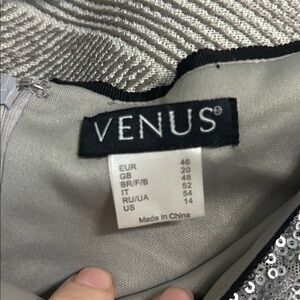 VENUS®
EUR 46
GB 20
BR/F/B 48
IT 52
RU/UA 54
US 14
Made in China